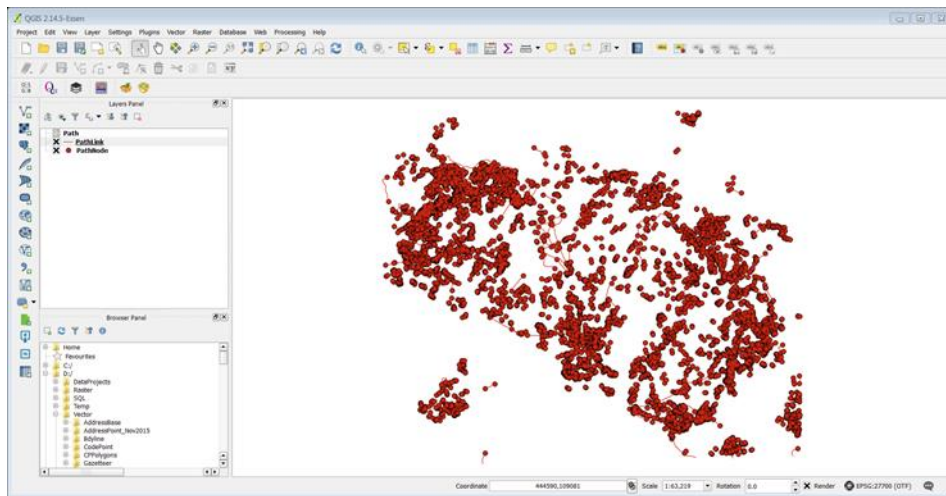 QGIS 2.14.5-Essen
Project Edit View Layer Settings Plugins Vector Raster Database Web Processing Help
Layers Panel
Path
PathLink
PathNode
Browser Panel
Home
Favourites
C:/
D:/
DataProjects
Raster
SQL
Temp
Vector
AddressBase
AddressPoint_Nov2015
Bdyline
CodePoint
CPPolygons
Gazetteer
Coordinate 444590,109081 Scale 1:63,219 Rotation 0.0 Render EPSG:27700 (OTF)